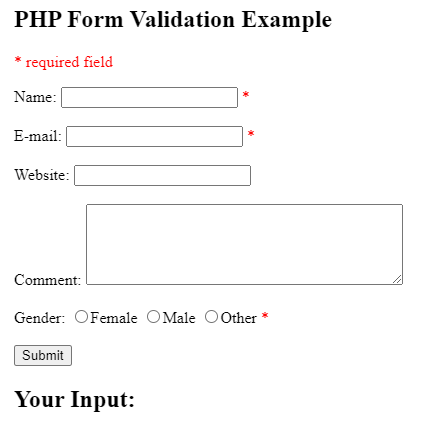 PHP Form Validation Example
* required field
Name: *
E-mail: *
Website:
Comment:
Gender: Female Male Other *
Submit
Your Input: